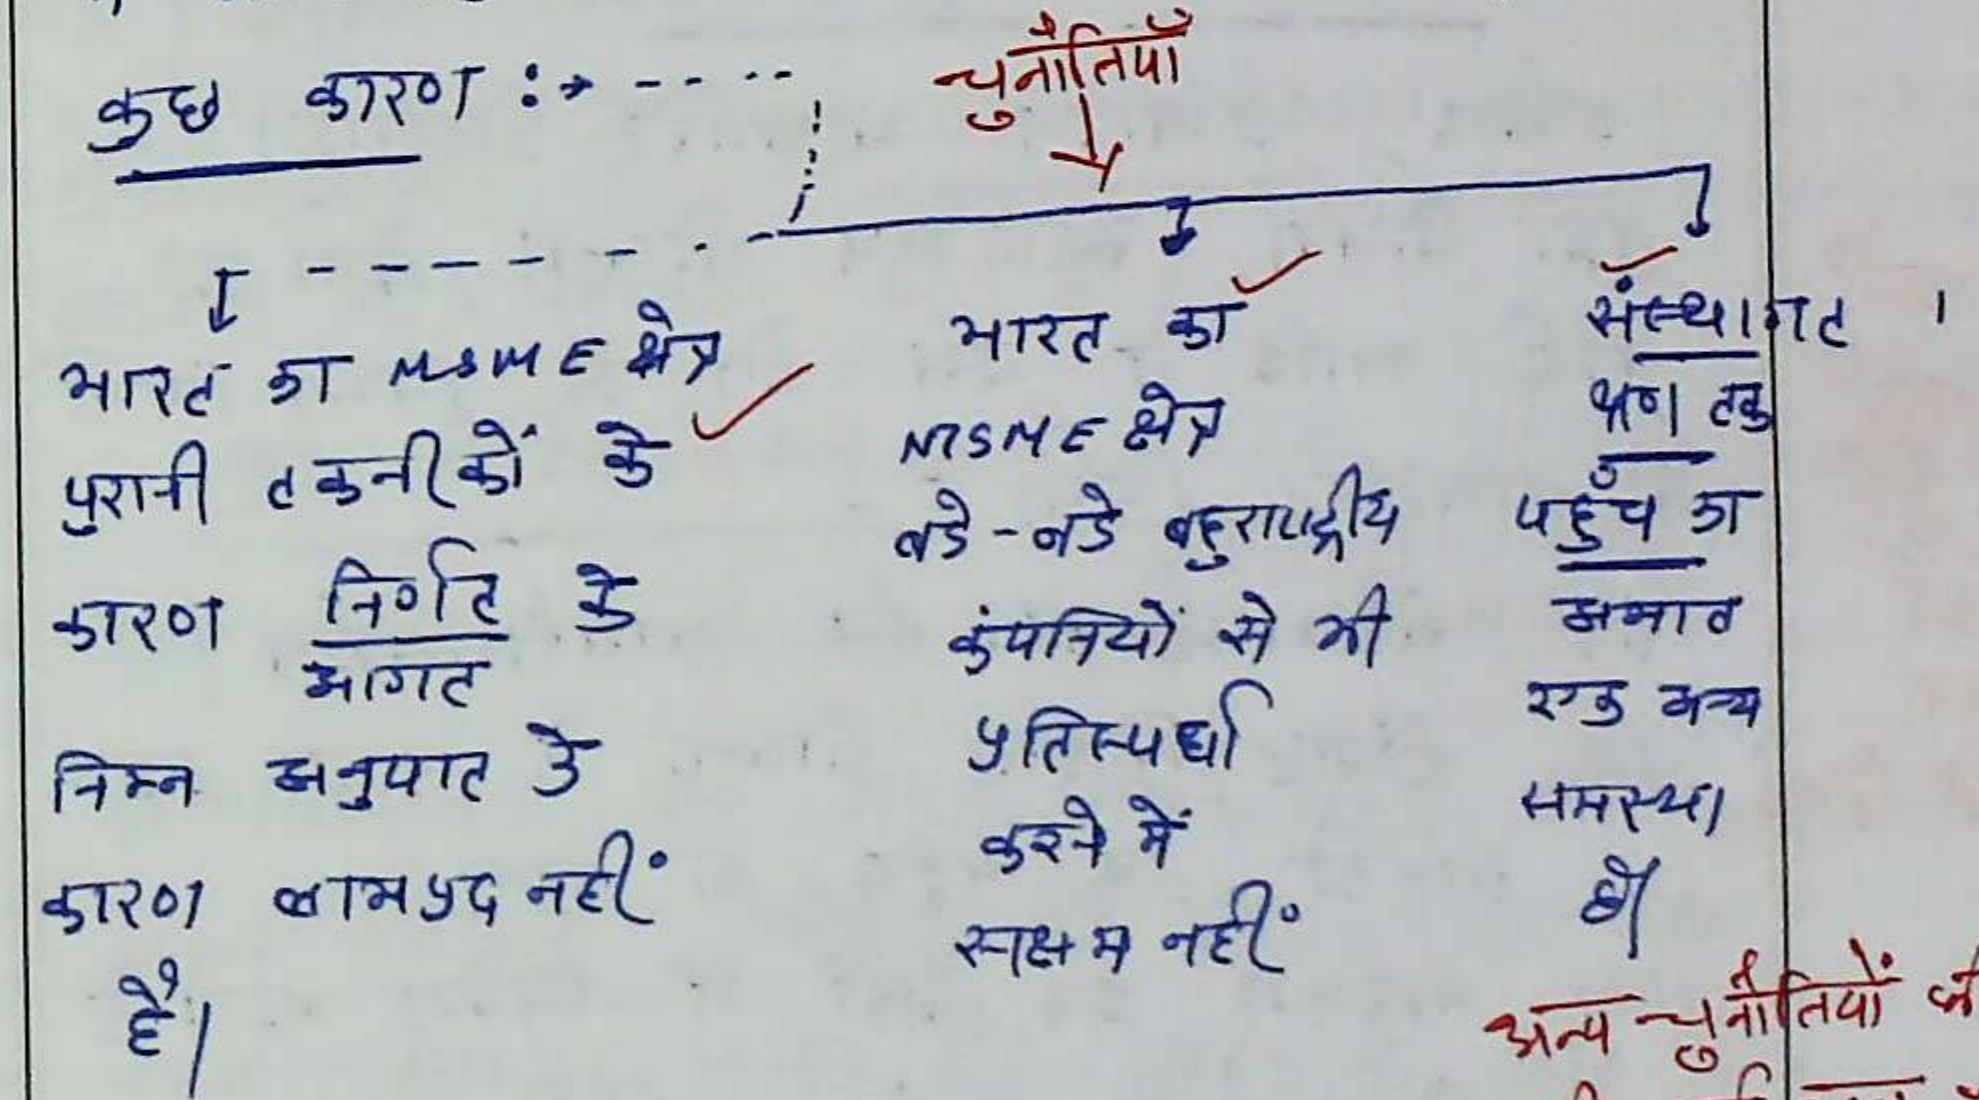 कुछ कारण :→
चुनौतियाँ
भारत का MSME क्षेत्र
पुरानी तकनीकों के
कारण निर्गत के
आगत
निम्न अनुपात के
कारण लाभप्रद नहीं
है।
भारत का
MSME क्षेत्र
बडे-बडे बहुराष्ट्रीय
कंपनियों से भी
प्रतिस्पर्धा
करने में
सक्षम नहीं
संस्थागत ।
ऋण तक
पहुँच का
अभाव
एक अन्य
समस्या
है।
अन्य चुनौतियों